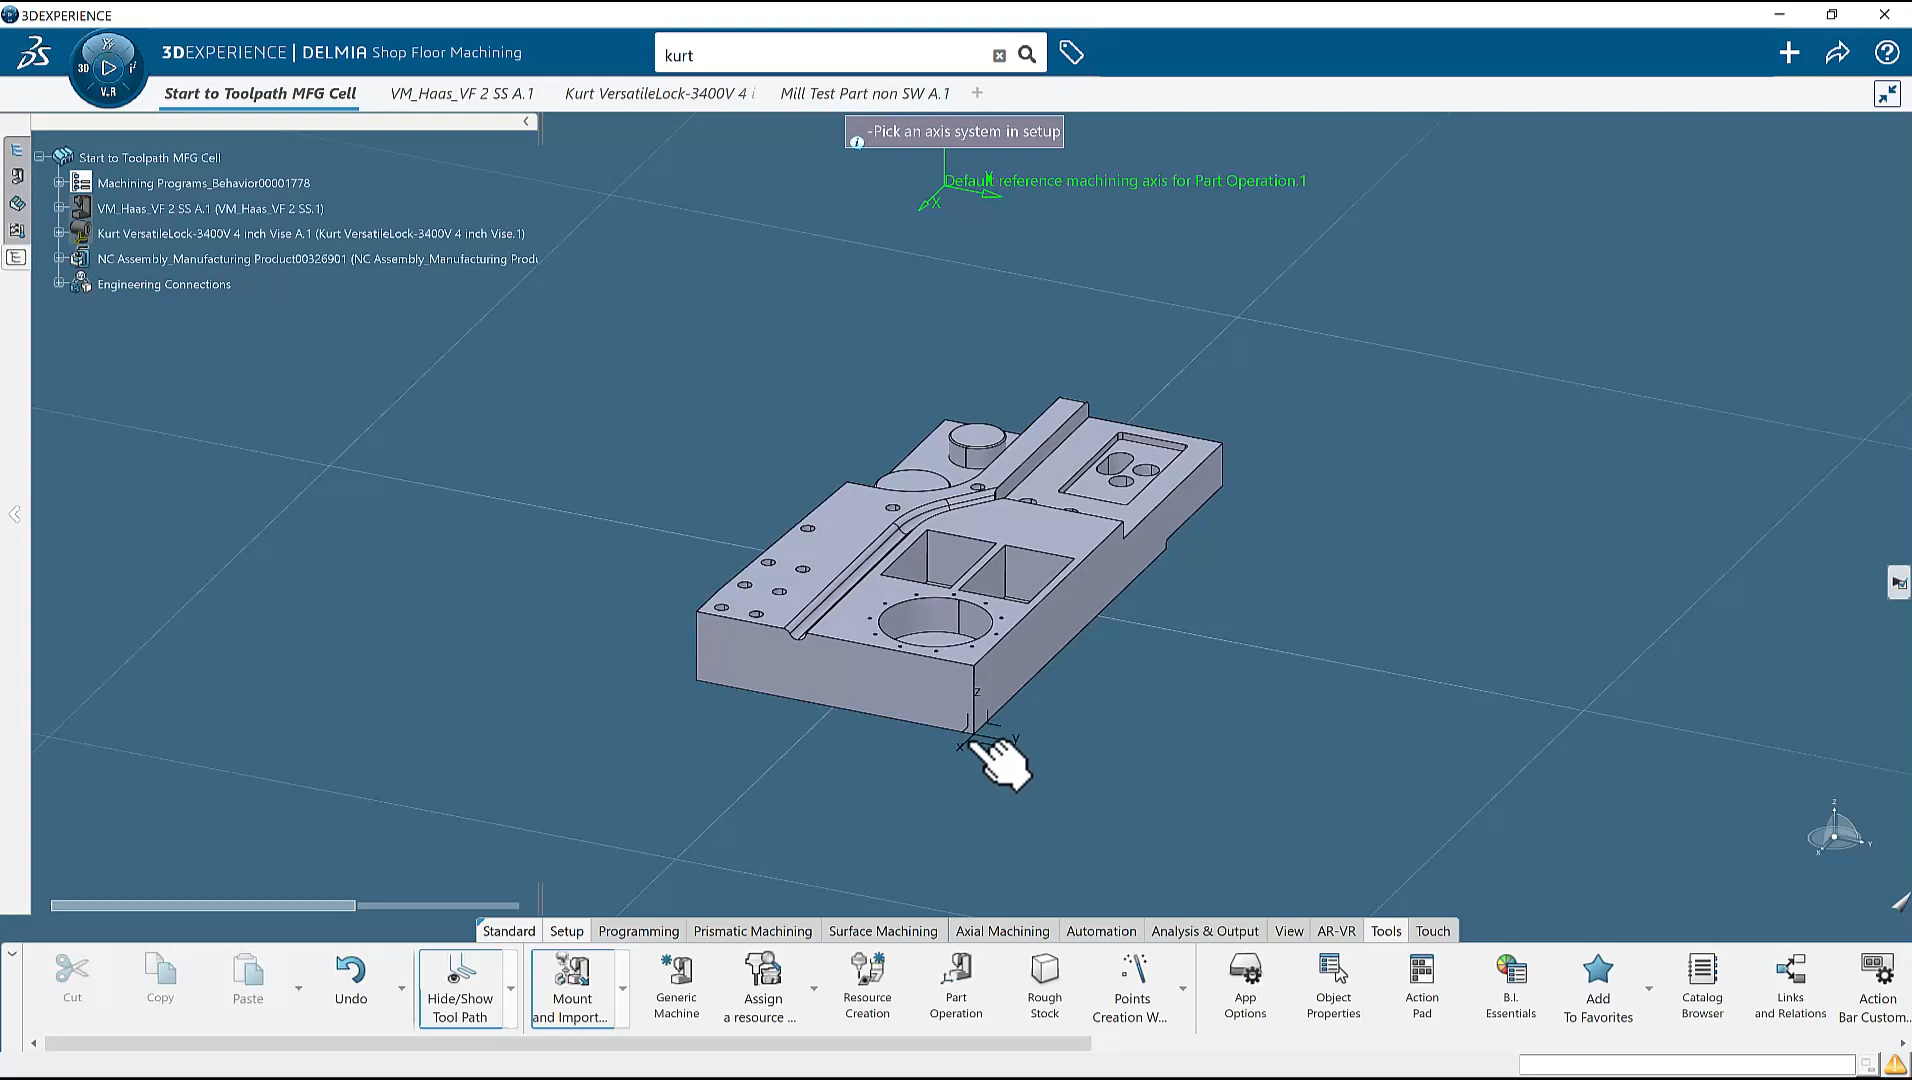 3DEXPERIENCE
3DEXPERIENCE | DELMIA Shop Floor Machining
kurt
3D
V.R
Start to Toolpath MFG Cell
VM_Haas_VF 2 SS A.1
Kurt VersatileLock-3400V 4 i
Mill Test Part non SW A.1
-Pick an axis system in setup
Default reference machining axis for Part Operation.1
Y
X
Start to Toolpath MFG Cell
Machining Programs_Behavior00001778
VM_Haas_VF 2 SS A.1 (VM_Haas_VF 2 SS.1)
Kurt VersatileLock-3400V 4 inch Vise A.1 (Kurt VersatileLock-3400V 4 inch Vise.1)
NC Assembly_Manufacturing Product00326901 (NC Assembly_Manufacturing Produ
Engineering Connections
Z
Y
X
Z
Y
X
Standard
Setup
Programming
Prismatic Machining
Surface Machining
Axial Machining
Automation
Analysis & Output
View
AR-VR
Tools
Touch
Cut
Copy
Paste
Undo
Hide/Show
Tool Path
Mount
and Import...
Generic
Machine
Assign
a resource ...
Resource
Creation
Part
Operation
Rough
Stock
Points
Creation W...
App
Options
Object
Properties
Action
Pad
B.I.
Essentials
Add
To Favorites
Catalog
Browser
Links
and Relations
Action
Bar Custom...